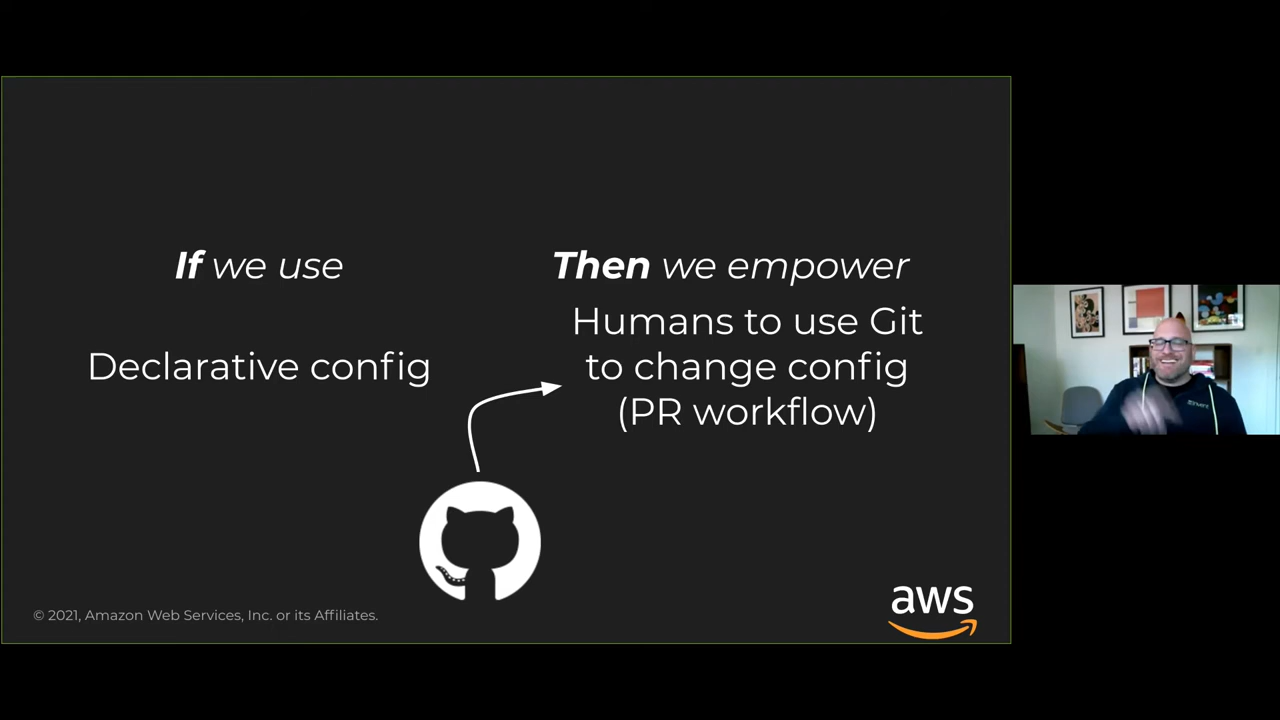 If we use
Then we empower
Declarative config
Humans to use Git
to change config
(PR workflow)
© 2021, Amazon Web Services, Inc. or its Affiliates.
aws